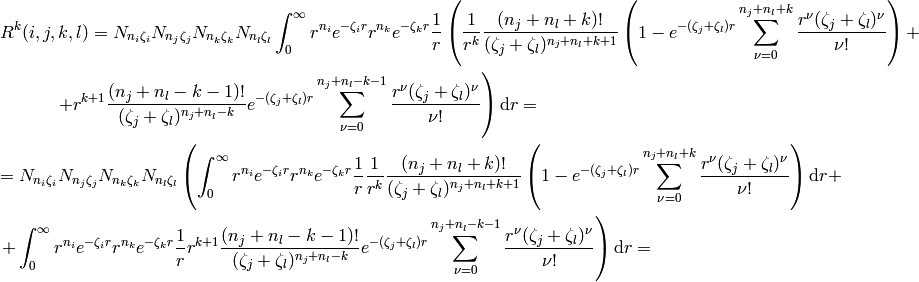 R^k(i,j,k,l) = N_{n_i\zeta_i} N_{n_j\zeta_j} N_{n_k\zeta_k} N_{n_l\zeta_l} \int_0^\infty r^{n_i} e^{-\zeta_i r} r^{n_k} e^{-\zeta_k r} \frac{1}{r} \left( \frac{1}{r^k} \frac{(n_j+n_l+k)!}{(\zeta_j+\zeta_l)^{n_j+n_l+k+1}} \left( 1 - e^{-(\zeta_j+\zeta_l)r} \sum_{\nu=0}^{n_j+n_l+k} \frac{r^\nu(\zeta_j+\zeta_l)^\nu}{\nu!} \right) + \right.
\left. + r^{k+1} \frac{(n_j+n_l-k-1)!}{(\zeta_j+\zeta_l)^{n_j+n_l-k}} e^{-(\zeta_j+\zeta_l)r} \sum_{\nu=0}^{n_j+n_l-k-1} \frac{r^\nu(\zeta_j+\zeta_l)^\nu}{\nu!} \right) \mathrm{d}r =
= N_{n_i\zeta_i} N_{n_j\zeta_j} N_{n_k\zeta_k} N_{n_l\zeta_l} \left( \int_0^\infty r^{n_i} e^{-\zeta_i r} r^{n_k} e^{-\zeta_k r} \frac{1}{r} \frac{1}{r^k} \frac{(n_j+n_l+k)!}{(\zeta_j+\zeta_l)^{n_j+n_l+k+1}} \left( 1 - e^{-(\zeta_j+\zeta_l)r} \sum_{\nu=0}^{n_j+n_l+k} \frac{r^\nu(\zeta_j+\zeta_l)^\nu}{\nu!} \right) \mathrm{d}r + \right.
\left. + \int_0^\infty r^{n_i} e^{-\zeta_i r} r^{n_k} e^{-\zeta_k r} \frac{1}{r} r^{k+1} \frac{(n_j+n_l-k-1)!}{(\zeta_j+\zeta_l)^{n_j+n_l-k}} e^{-(\zeta_j+\zeta_l)r} \sum_{\nu=0}^{n_j+n_l-k-1} \frac{r^\nu(\zeta_j+\zeta_l)^\nu}{\nu!} \right) \mathrm{d}r =